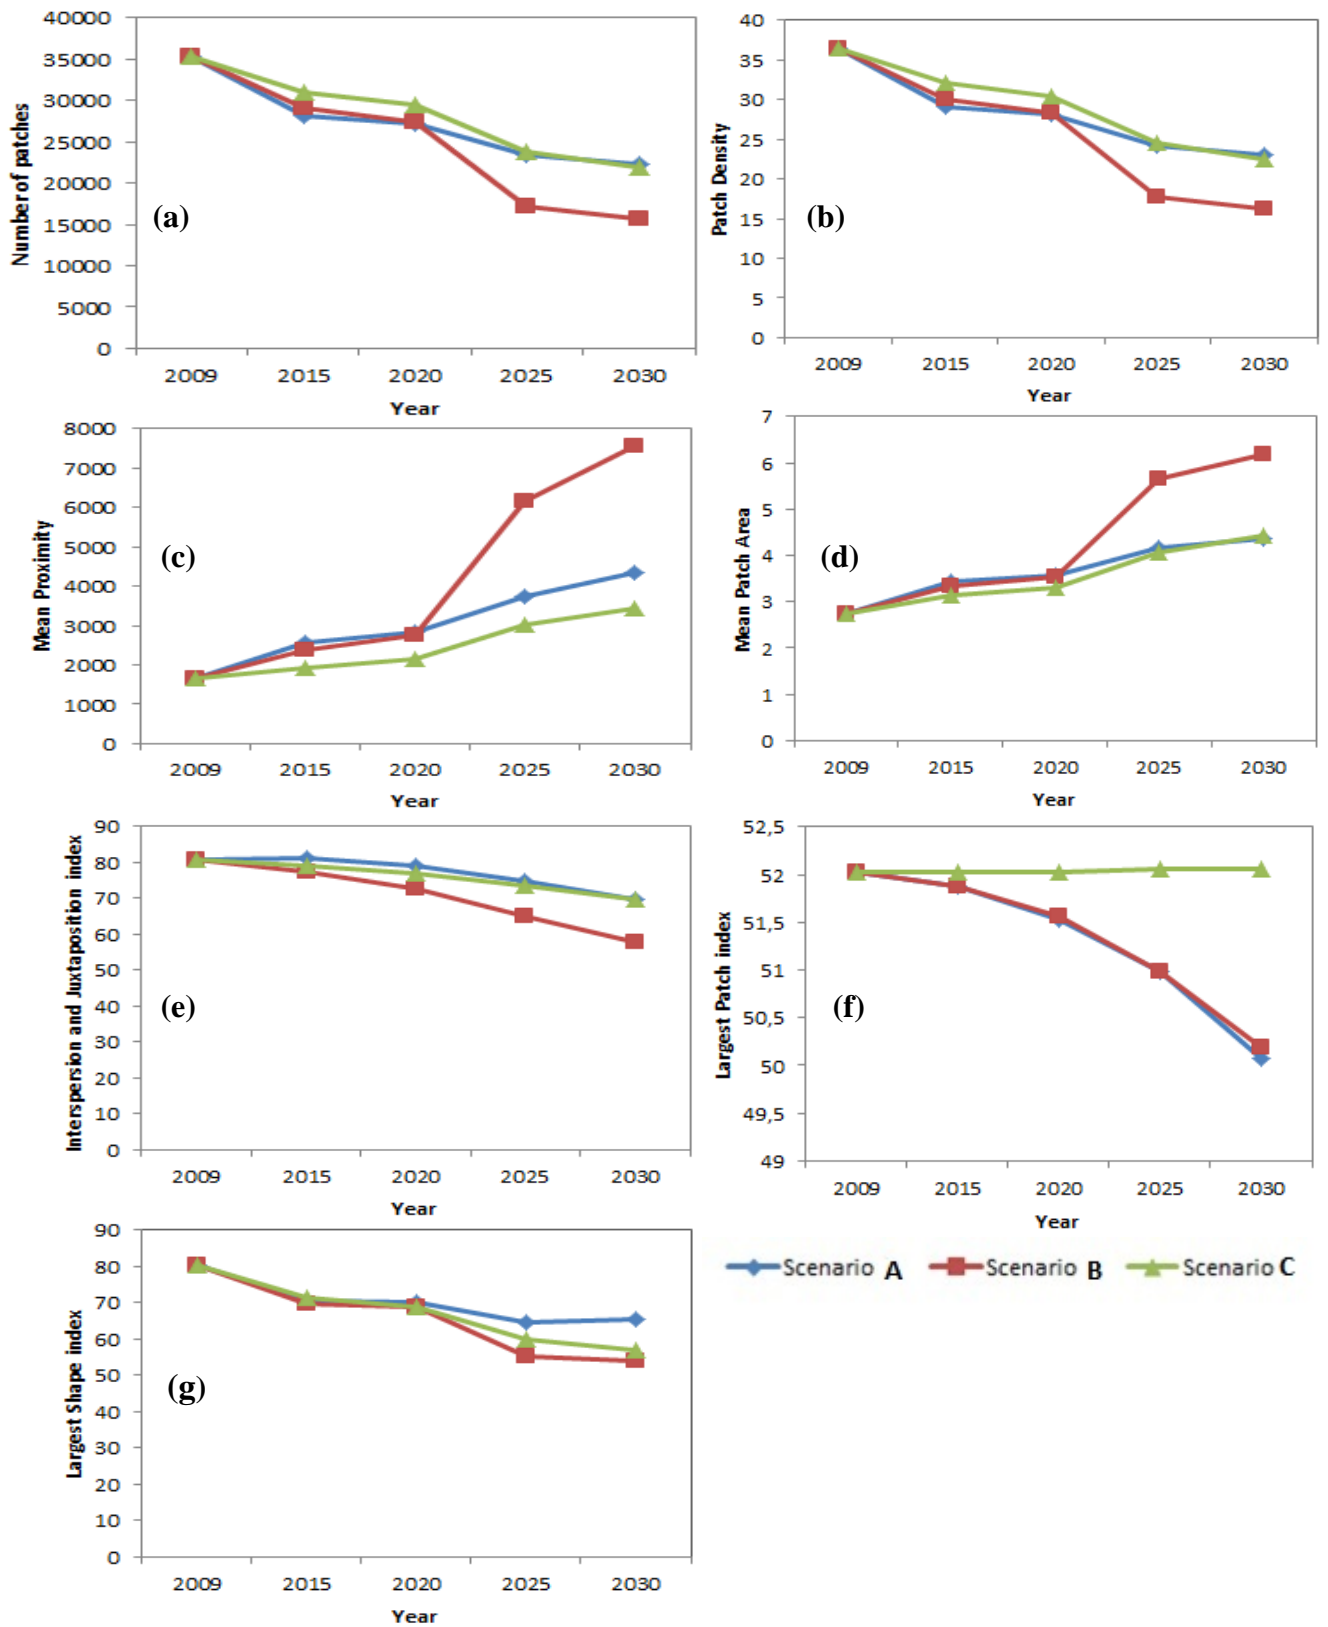 40000
35000
30000
25000
20000
15000
10000
5000
0
Number of patches
(a)
2009 2015 2020 2025 2030
Year
40
35
30
25
20
15
10
5
0
Patch Density
(b)
2009 2015 2020 2025 2030
Year
8000
7000
6000
5000
4000
3000
2000
1000
0
Mean Proximity
(c)
2009 2015 2020 2025 2030
Year
7
6
5
4
3
2
1
0
Mean Patch Area
(d)
2009 2015 2020 2025 2030
Year
90
80
70
60
50
40
30
20
10
0
Interspersion and Juxtaposition index
(e)
2009 2015 2020 2025 2030
Year
52,5
52
51,5
51
50,5
50
49,5
49
Largest Patch index
(f)
2009 2015 2020 2025 2030
Year
90
80
70
60
50
40
30
20
10
0
Largest Shape index
(g)
2009 2015 2020 2025 2030
Year
Scenario A Scenario B Scenario C